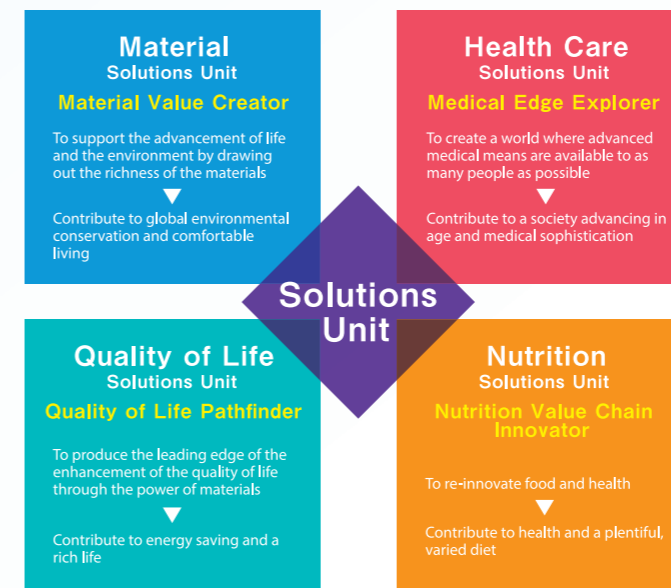 Material
Solutions Unit
Material Value Creator
To support the advancement of life
and the environment by drawing
out the richness of the materials
▼
Contribute to global environmental
conservation and comfortable
living
Health Care
Solutions Unit
Medical Edge Explorer
To create a world where advanced
medical means are available to as
many people as possible
▼
Contribute to a society advancing in
age and medical sophistication
Solutions
Unit
Quality of Life
Solutions Unit
Quality of Life Pathfinder
To produce the leading edge of the
enhancement of the quality of life
through the power of materials
▼
Contribute to energy saving and a
rich life
Nutrition
Solutions Unit
Nutrition Value Chain
Innovator
To re-innovate food and health
▼
Contribute to health and a plentiful,
varied diet